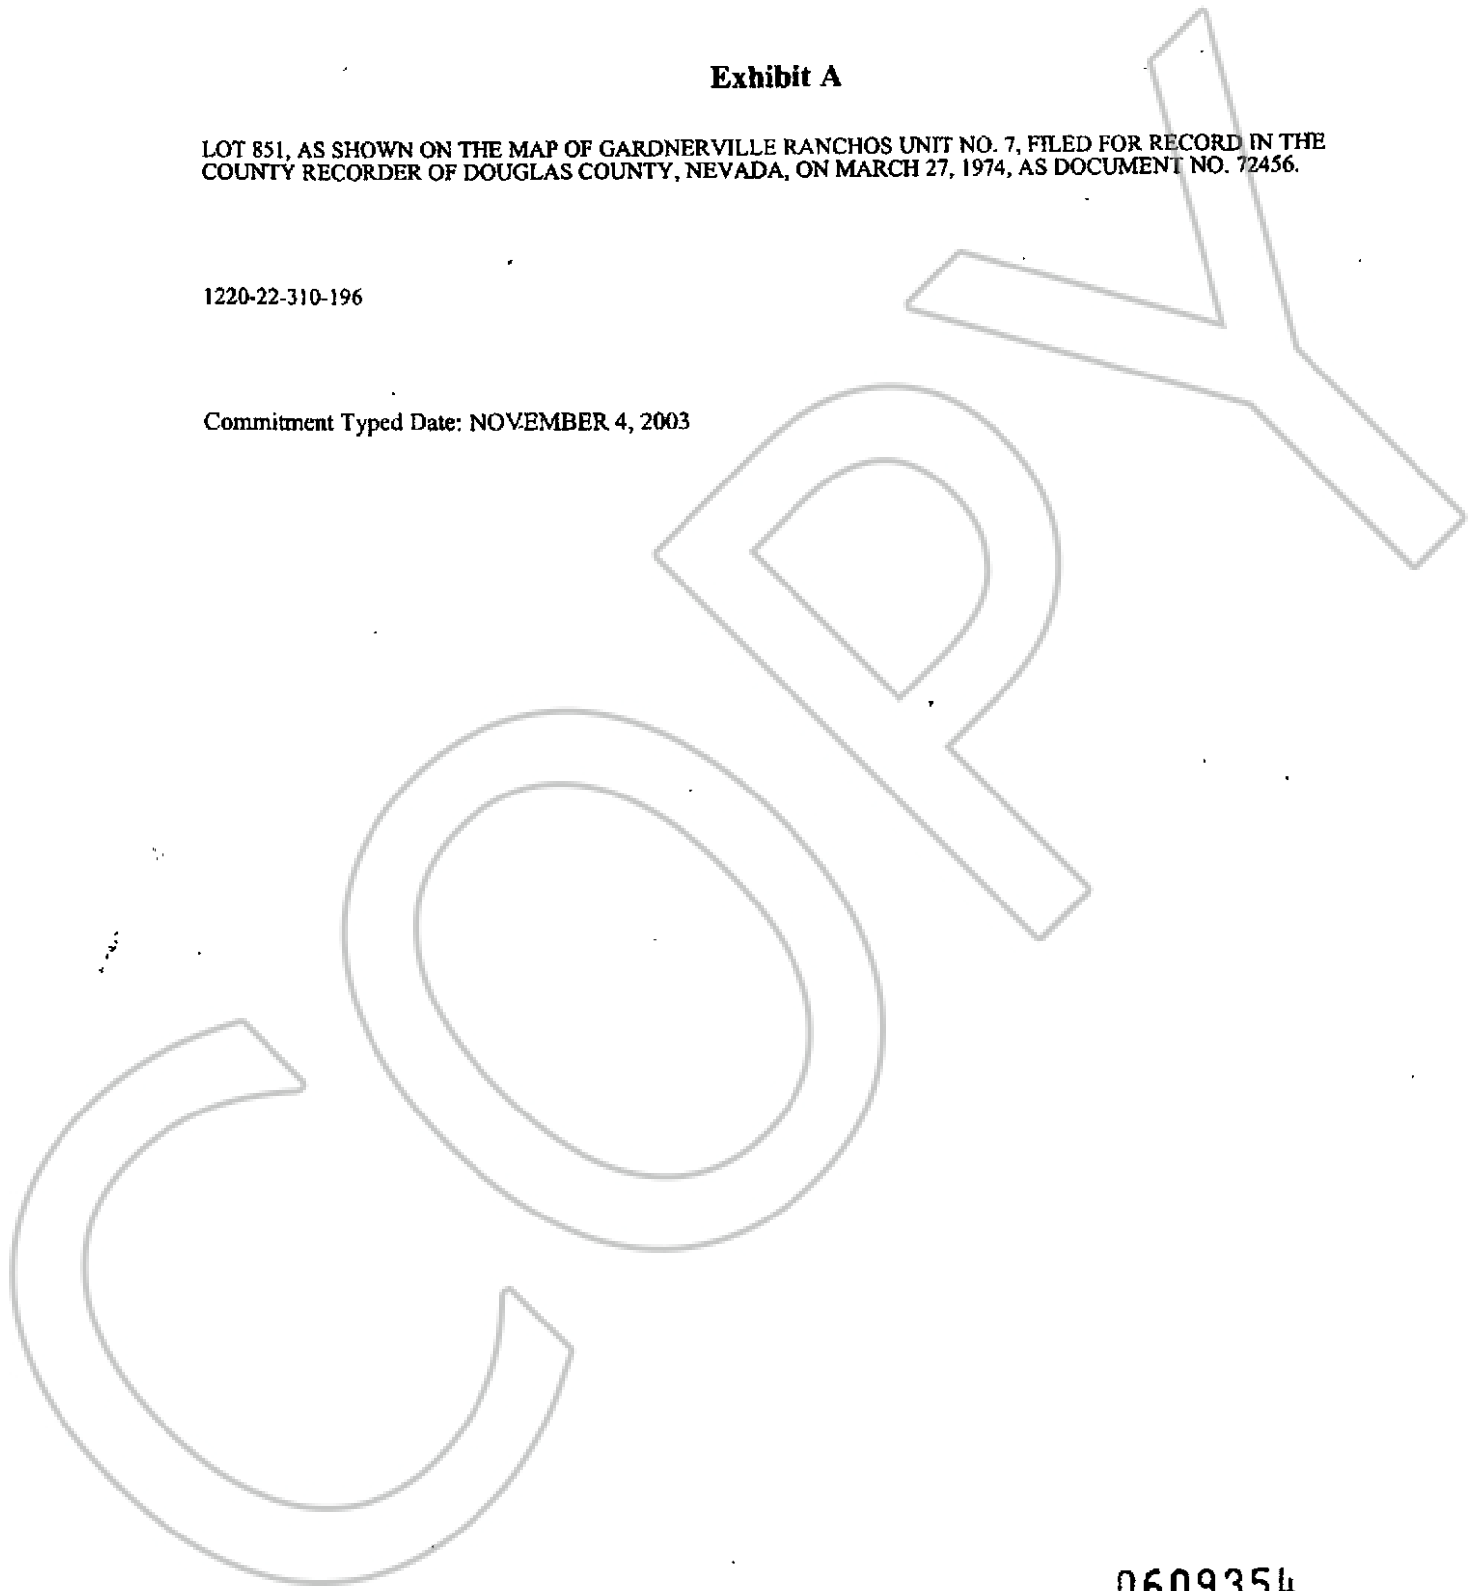 Exhibit A
LOT 851, AS SHOWN ON THE MAP OF GARDNERVILLE RANCHOS UNIT NO. 7, FILED FOR RECORD IN THE
COUNTY RECORDER OF DOUGLAS COUNTY, NEVADA, ON MARCH 27, 1974, AS DOCUMENT NO. 72456.
1220-22-310-196
Commitment Typed Date: NOVEMBER 4, 2003
COPY
0609354